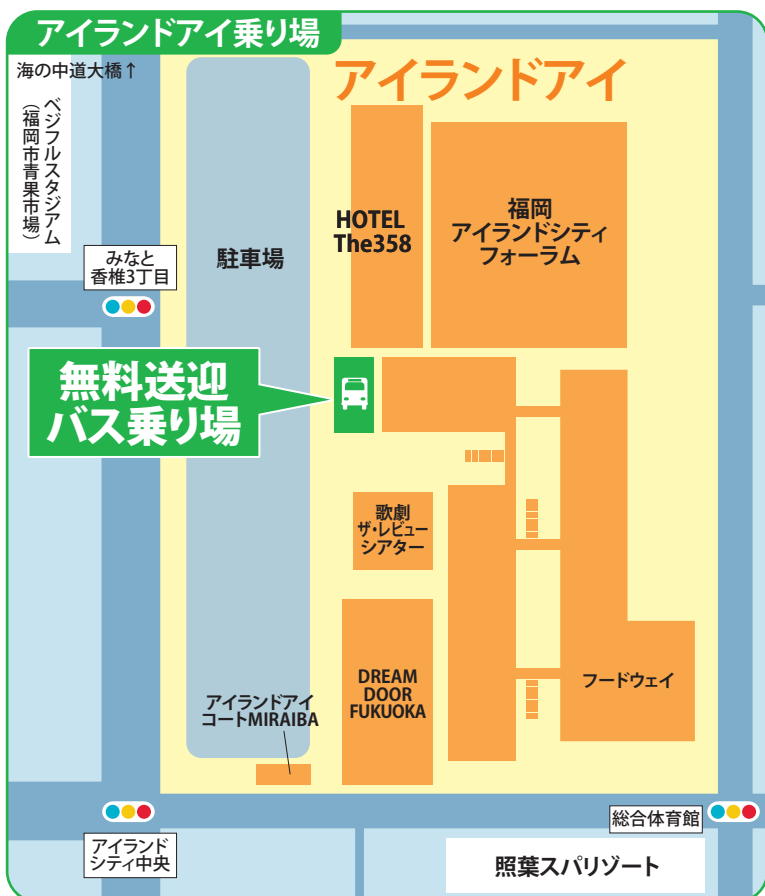 アイランドアイ乗り場
海の中道大橋↑
アイランドアイ
ベジフルスタジアム
(福岡市青果市場)
HOTEL
The358
福岡
アイランドシティ
フォーラム
みなと
香椎3丁目
駐車場
無料送迎
バス乗り場
歌劇
ザ・レビュー
シアター
DREAM
DOOR
FUKUOKA
フードウェイ
アイランドアイ
コートMIRAIBA
総合体育館
アイランド
シティ中央
照葉スパリゾート